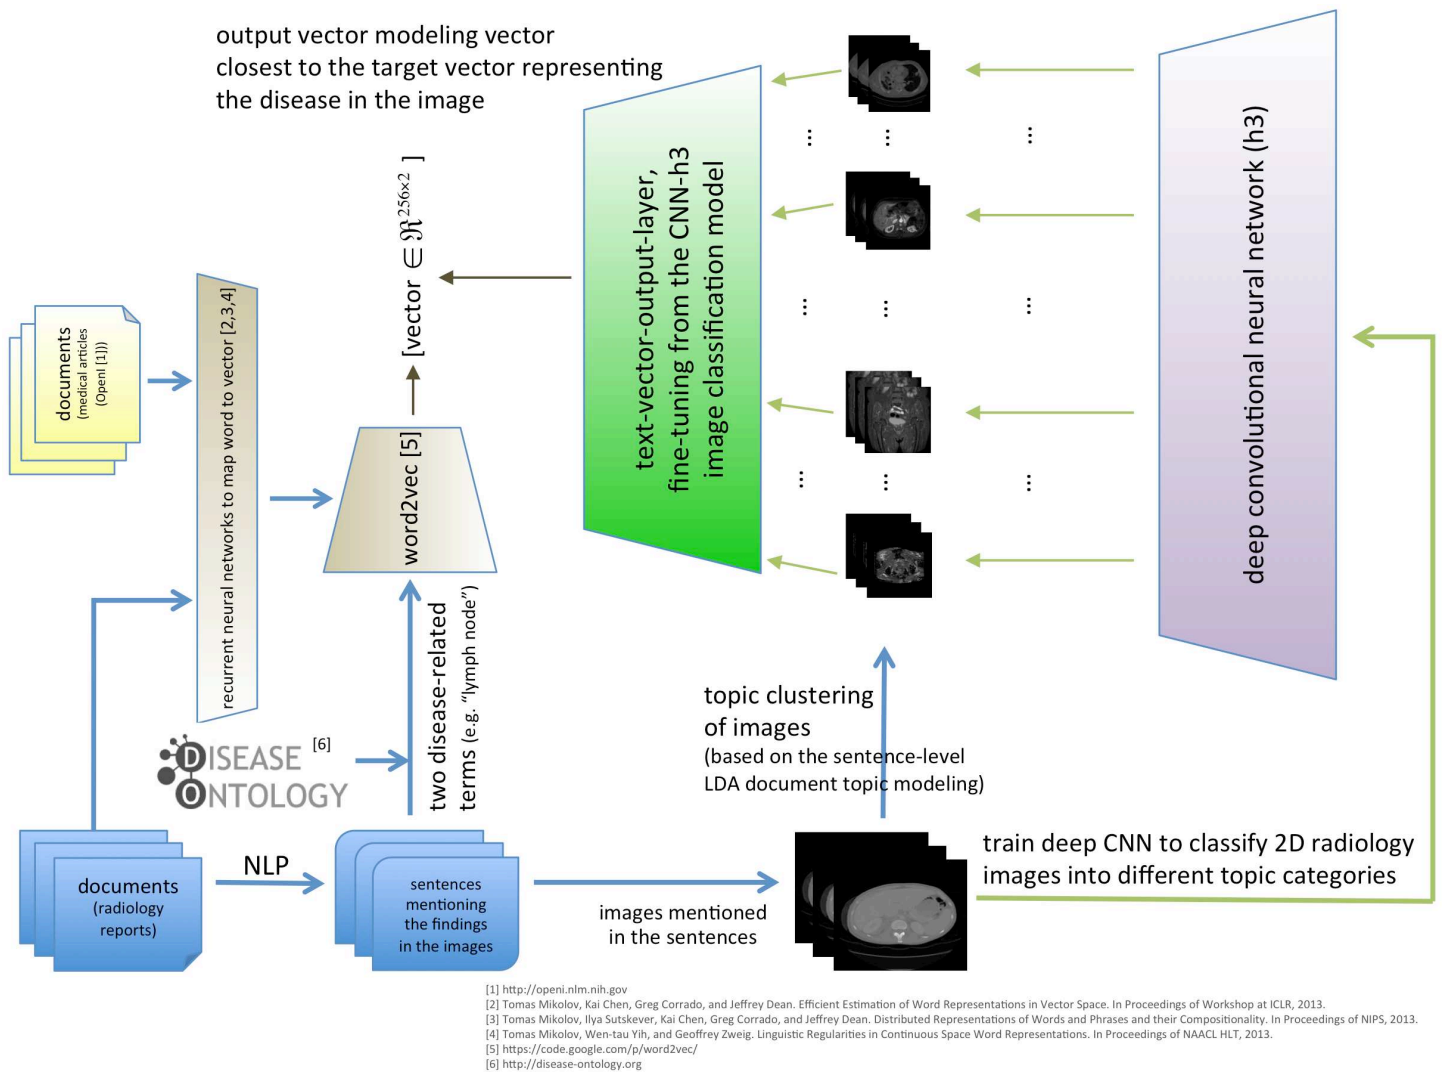 output vector modeling vector
closest to the target vector representing
the disease in the image
[vector ∈ ℜ^256×2 ]
documents
(medical articles
(OpenI [1]))
recurrent neural networks to map word to vector [2,3,4]
word2vec [5]
text-vector-output-layer,
fine-tuning from the CNN-h3
image classification model
...
...
...
...
...
...
...
...
...
deep convolutional neural network (h3)
two disease-related
terms (e.g. “lymph node”)
DISEASE
ONTOLOGY
[6]
topic clustering
of images
(based on the sentence-level
LDA document topic modeling)
documents
(radiology
reports)
NLP
sentences
mentioning
the findings
in the images
images mentioned
in the sentences
train deep CNN to classify 2D radiology
images into different topic categories
[1] http://openi.nlm.nih.gov
[2] Tomas Mikolov, Kai Chen, Greg Corrado, and Jeffrey Dean. Efficient Estimation of Word Representations in Vector Space. In Proceedings of Workshop at ICLR, 2013.
[3] Tomas Mikolov, Ilya Sutskever, Kai Chen, Greg Corrado, and Jeffrey Dean. Distributed Representations of Words and Phrases and their Compositionality. In Proceedings of NIPS, 2013.
[4] Tomas Mikolov, Wen-tau Yih, and Geoffrey Zweig. Linguistic Regularities in Continuous Space Word Representations. In Proceedings of NAACL HLT, 2013.
[5] https://code.google.com/p/word2vec/
[6] http://disease-ontology.org